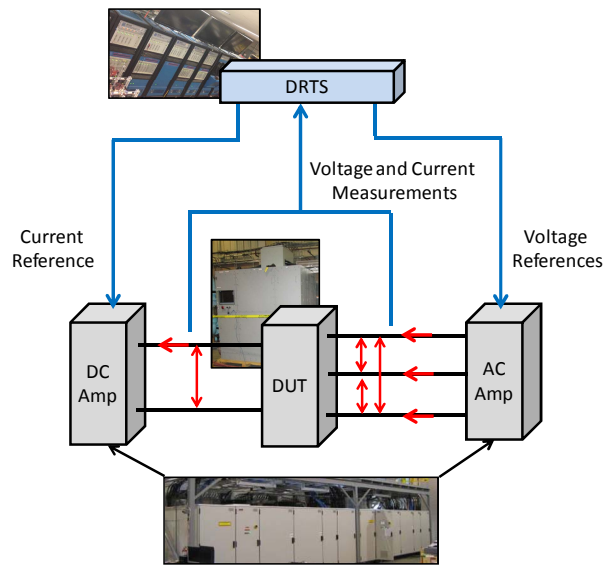 DRTS
Voltage and Current
Measurements
Current
Reference
Voltage
References
DC
Amp
DUT
AC
Amp